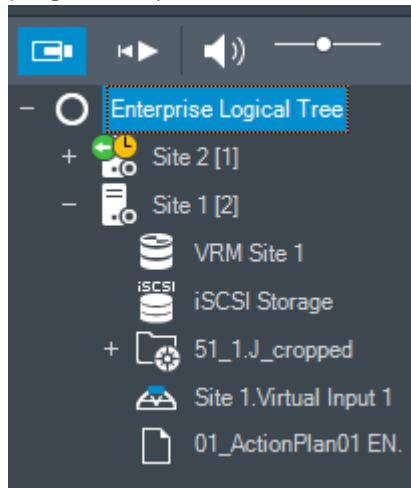 Enterprise Logical Tree
Site 2 [1]
Site 1 [2]
VRM Site 1
iSCSI
iSCSI Storage
51_1.J_cropped
Site 1.Virtual Input 1
01_ActionPlan01 EN.